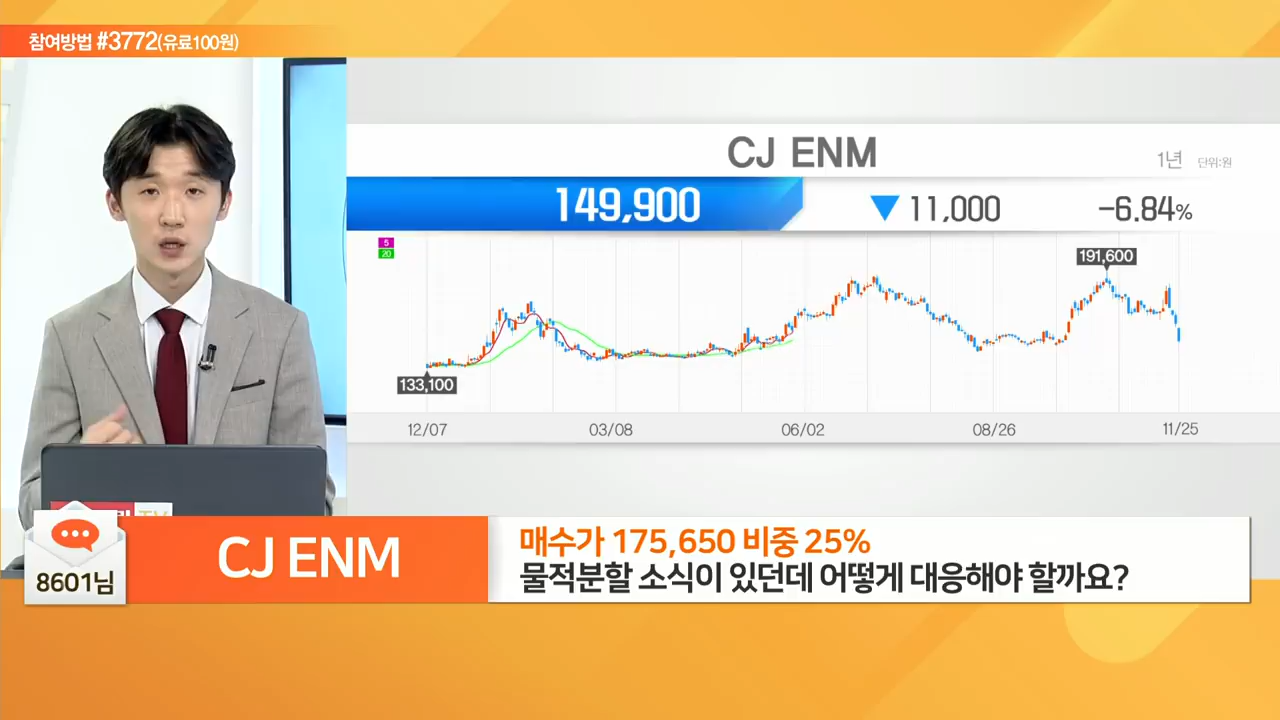 참여방법 #3772(유료100원)
CJ ENM
1년 단위:원
149,900 ▼ 11,000 -6.84%
5
20
191,600
133,100
12/07 03/08 06/02 08/26 11/25
8601님
CJ ENM
매수가 175,650 비중 25%
물적분할 소식이 있던데 어떻게 대응해야 할까요?